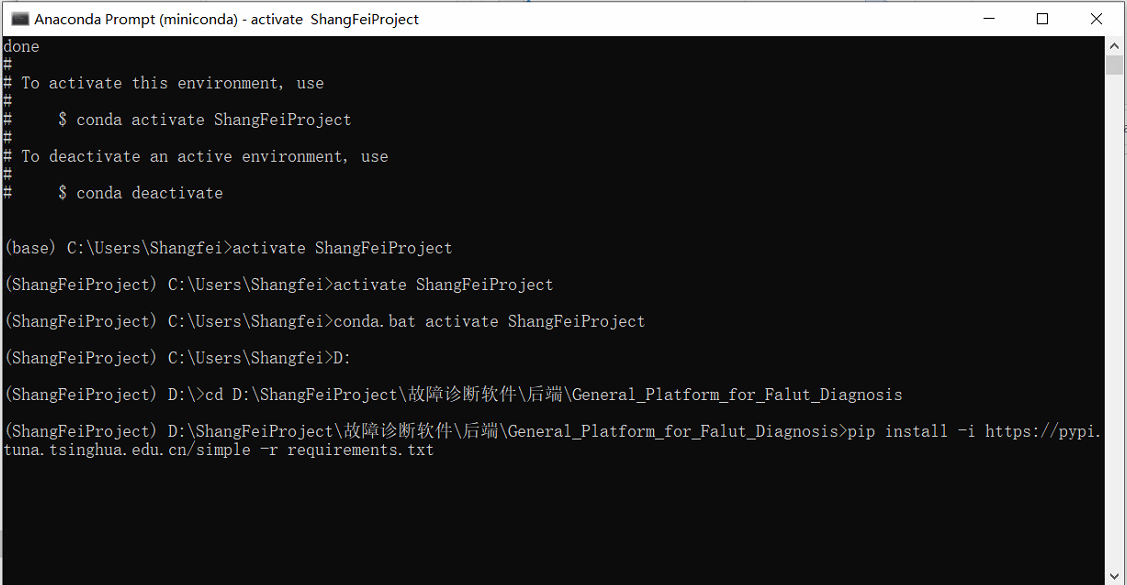 Anaconda Prompt (miniconda) - activate  ShangFeiProject
done
#
# To activate this environment, use
#
#     $ conda activate ShangFeiProject
#
# To deactivate an active environment, use
#
#     $ conda deactivate
(base) C:\Users\Shangfei>activate ShangFeiProject
(ShangFeiProject) C:\Users\Shangfei>activate ShangFeiProject
(ShangFeiProject) C:\Users\Shangfei>conda.bat activate ShangFeiProject
(ShangFeiProject) C:\Users\Shangfei>D:
(ShangFeiProject) D:\>cd D:\ShangFeiProject\故障诊断软件\后端\General_Platform_for_Falut_Diagnosis
(ShangFeiProject) D:\ShangFeiProject\故障诊断软件\后端\General_Platform_for_Falut_Diagnosis>pip install -i https://pypi.
tuna.tsinghua.edu.cn/simple -r requirements.txt